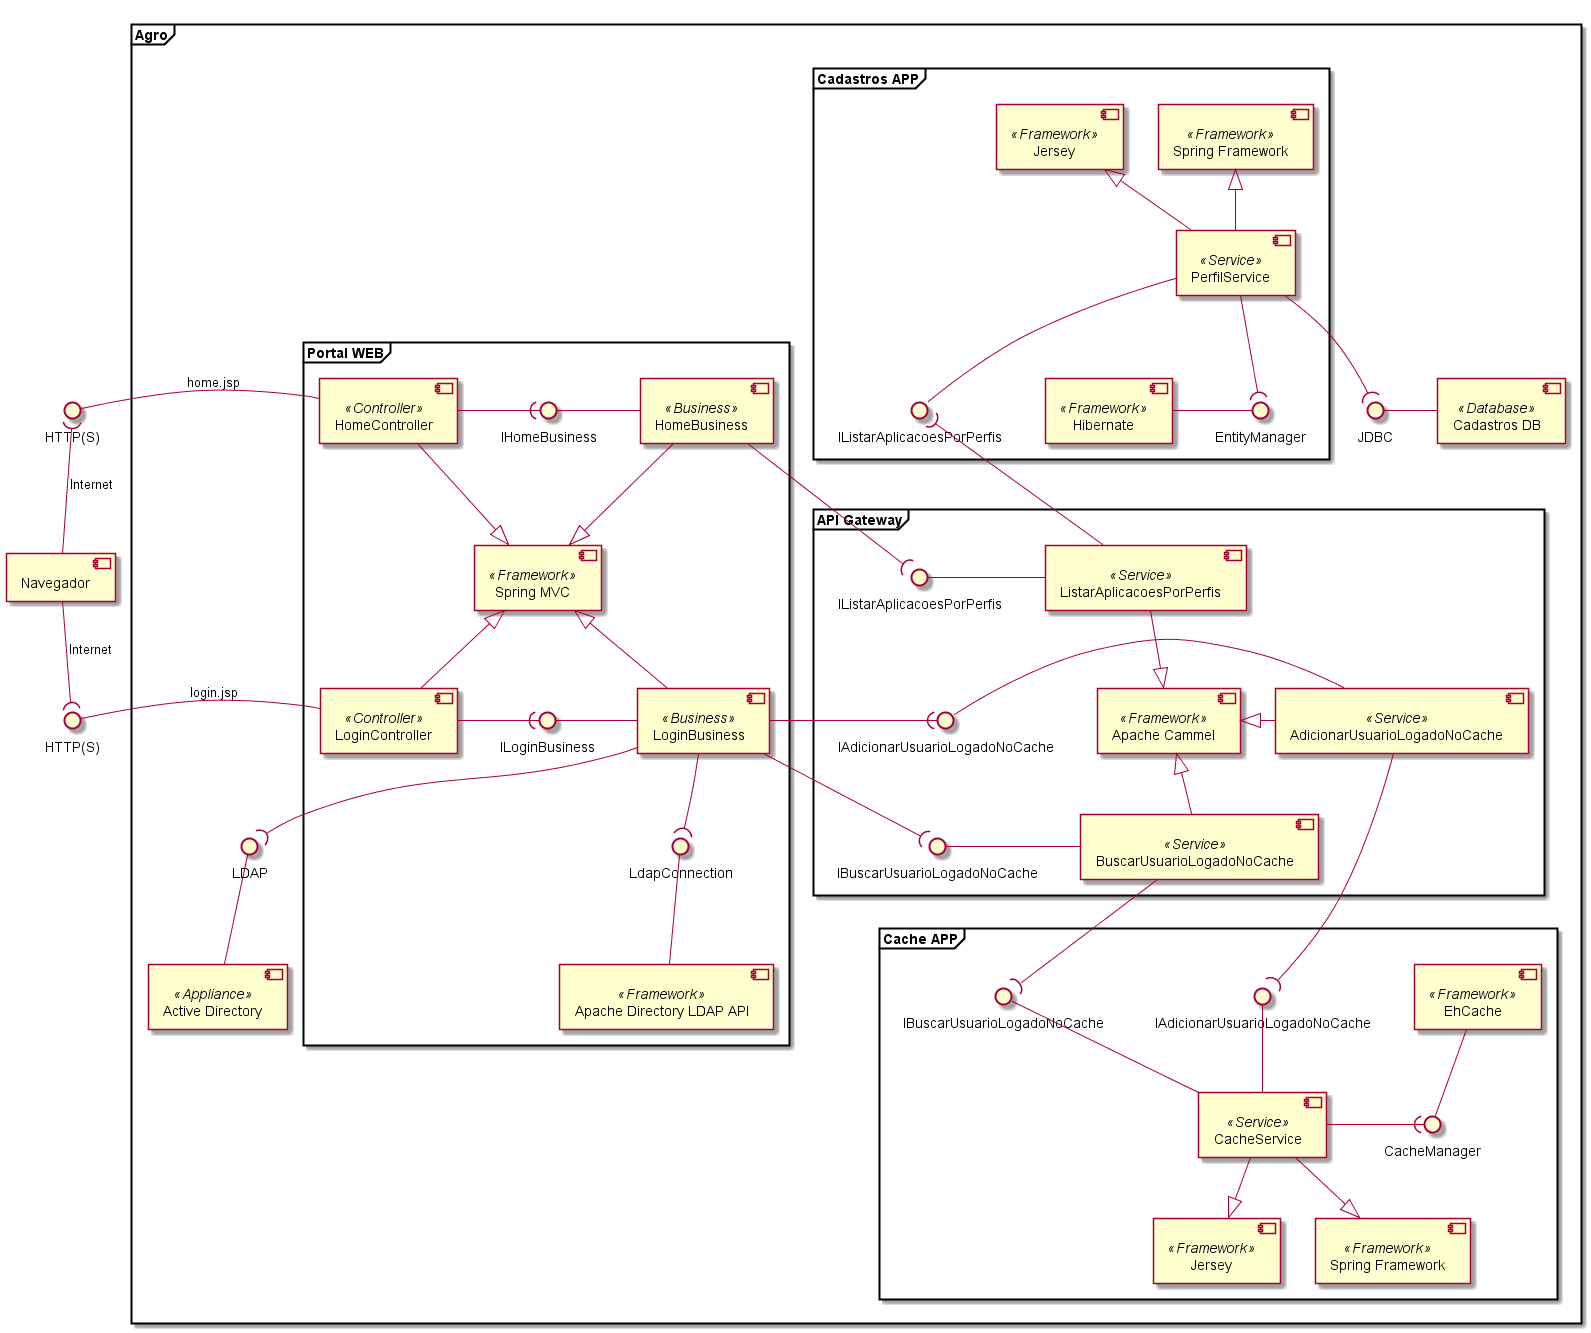 Agro
Cadastros APP
«Framework»
Jersey
«Framework»
Spring Framework
«Service»
PerfilService
Portal WEB
home.jsp
«Controller»
HomeController
IHomeBusiness
«Business»
HomeBusiness
IListarAplicacoesPorPerfis
«Framework»
Hibernate
EntityManager
JDBC
«Database»
Cadastros DB
HTTP(S)
Internet
API Gateway
Navegador
«Framework»
Spring MVC
IListarAplicacoesPorPerfis
«Service»
ListarAplicacoesPorPerfis
Internet
login.jsp
HTTP(S)
«Controller»
LoginController
ILoginBusiness
«Business»
LoginBusiness
IAdicionarUsuarioLogadoNoCache
«Framework»
Apache Cammel
«Service»
AdicionarUsuarioLogadoNoCache
LDAP
LdapConnection
IBuscarUsuarioLogadoNoCache
«Service»
BuscarUsuarioLogadoNoCache
Cache APP
«Appliance»
Active Directory
«Framework»
Apache Directory LDAP API
IBuscarUsuarioLogadoNoCache
IAdicionarUsuarioLogadoNoCache
«Framework»
EhCache
«Service»
CacheService
CacheManager
«Framework»
Jersey
«Framework»
Spring Framework